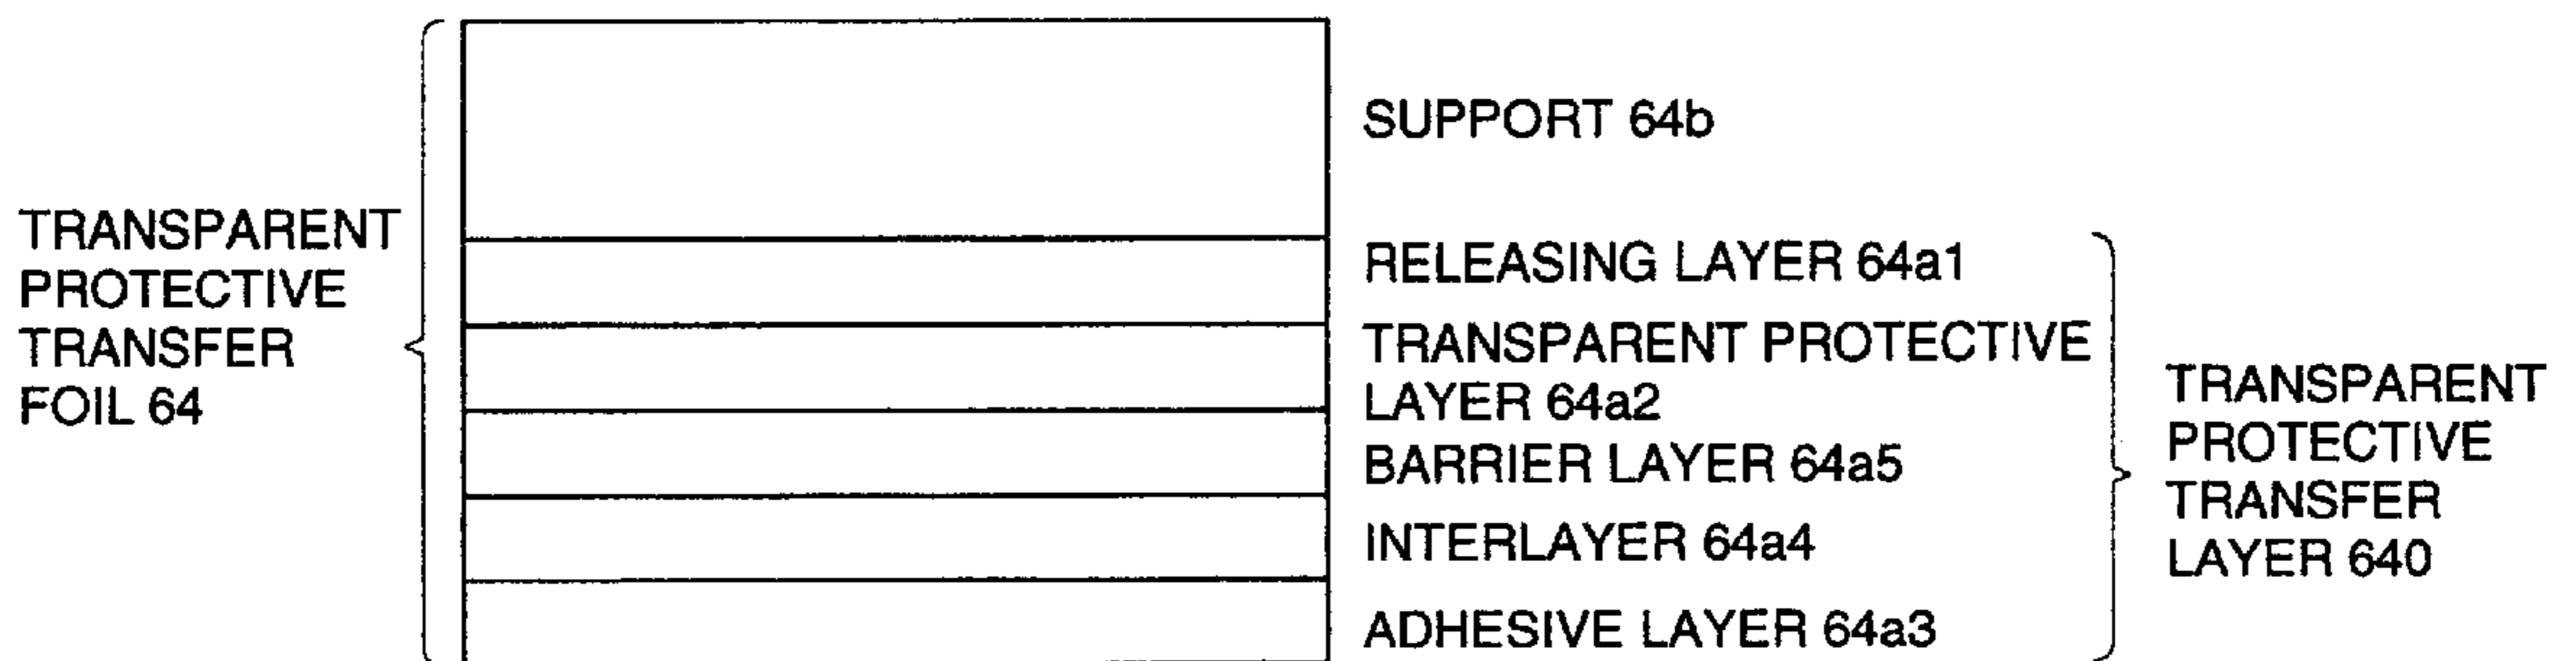 TRANSPARENT
PROTECTIVE
TRANSFER
FOIL 64
SUPPORT 64b
RELEASING LAYER 64a1
TRANSPARENT PROTECTIVE
LAYER 64a2
BARRIER LAYER 64a5
INTERLAYER 64a4
ADHESIVE LAYER 64a3
TRANSPARENT
PROTECTIVE
TRANSFER
LAYER 640